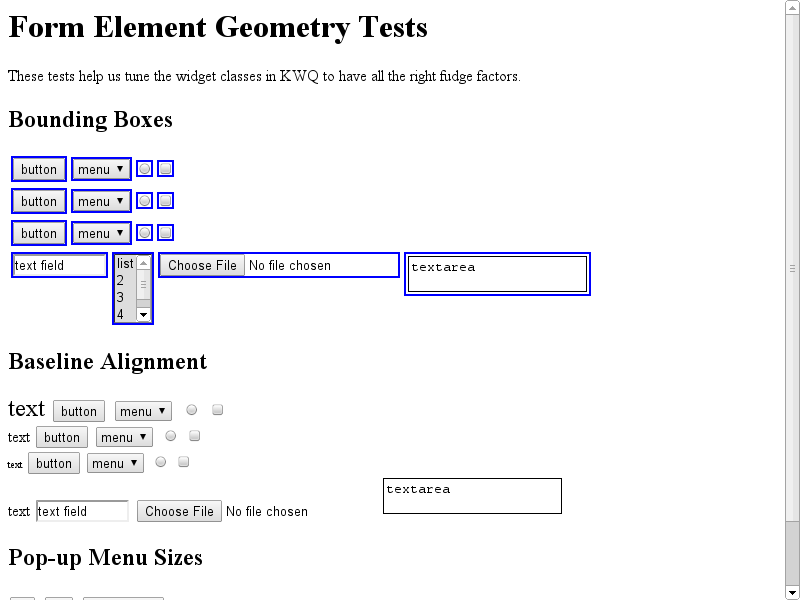 Form Element Geometry Tests
These tests help us tune the widget classes in KWQ to have all the right fudge factors.
Bounding Boxes
button menu ▼
button menu ▼
button menu ▼
text field list Choose File No file chosen textarea
2
3
4
Baseline Alignment
text button menu ▼
text button menu ▼
text button menu ▼
textarea
text text field Choose File No file chosen
Pop-up Menu Sizes